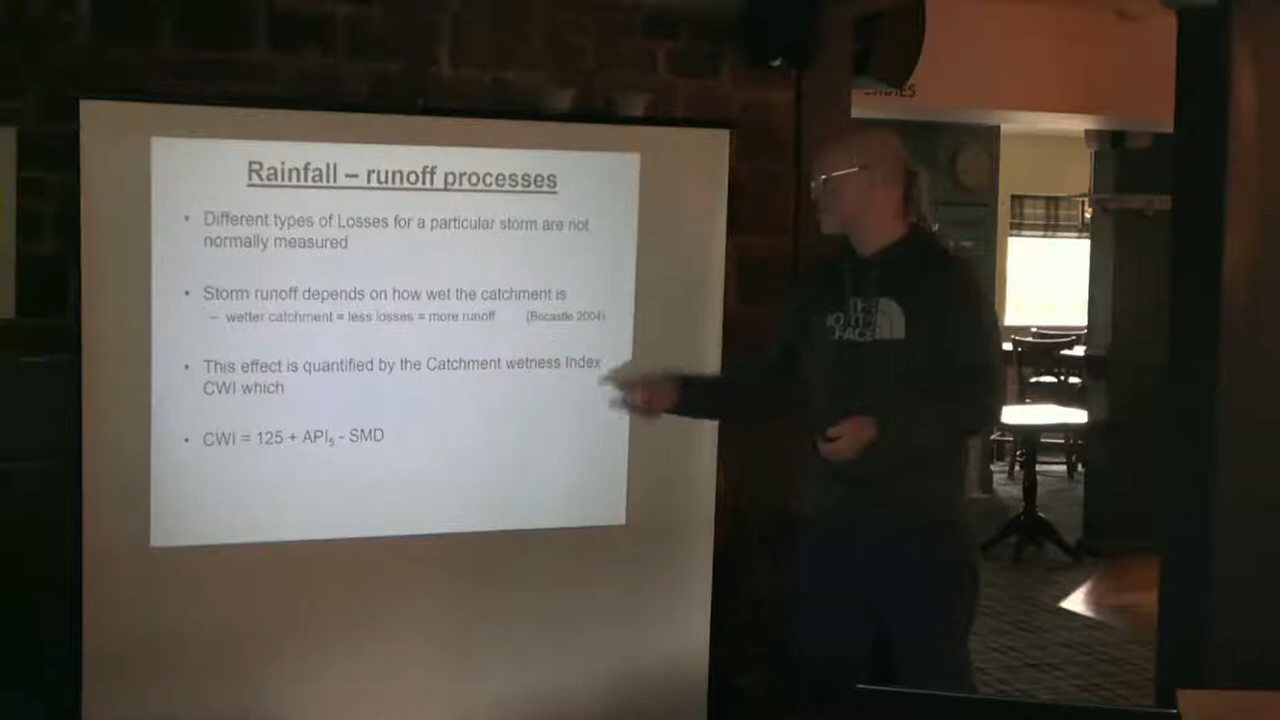 Rainfall – runoff processes
• Different types of Losses for a particular storm are not
normally measured
• Storm runoff depends on how wet the catchment is
– wetter catchment = less losses = more runoff (Bocastle 2004)
• This effect is quantified by the Catchment wetness Index
CWI which
• CWI = 125 + API₅ - SMD
FACE